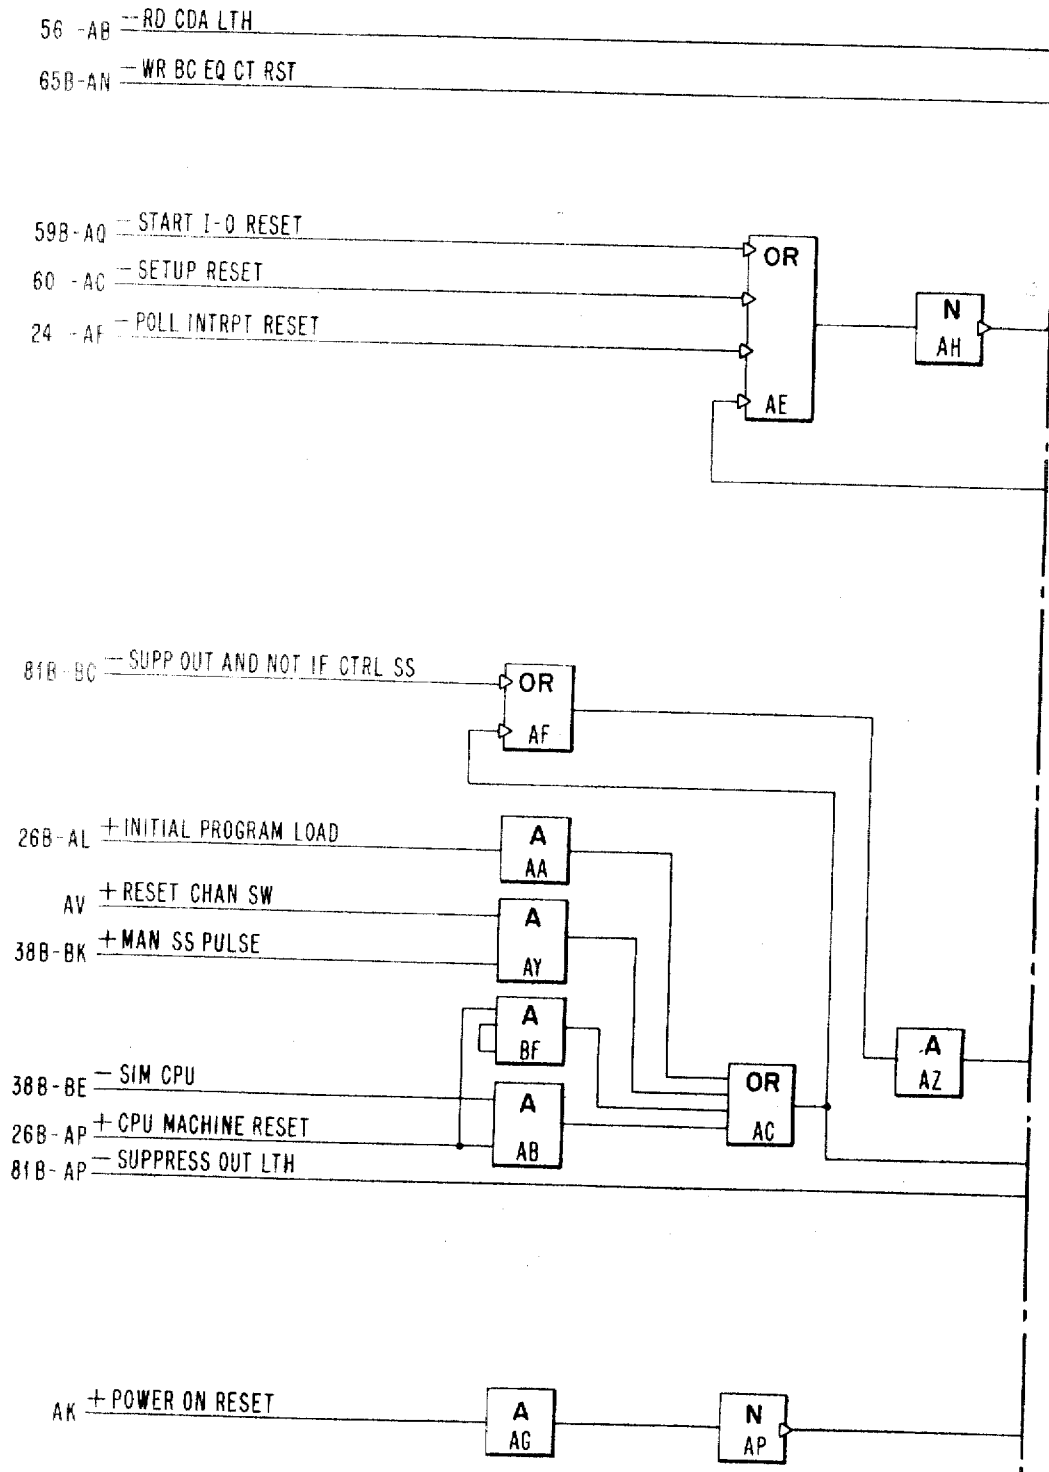 56 -AB — RD CDA LTH
65B-AN — WR BC EQ CT RST
59B-AQ — START I-O RESET
OR
60 -AC — SETUP RESET
N
24 -AF — POLL INTRPT RESET
AH
AE
81B-BC — SUPP OUT AND NOT IF CTRL SS
OR
AF
26B-AL + INITIAL PROGRAM LOAD
A
AA
AV + RESET CHAN SW
A
38B-BK + MAN SS PULSE
AY
A
BF
A
AZ
38B-BE — SIM CPU
OR
A
26B-AP + CPU MACHINE RESET
AC
AB
81B-AP — SUPPRESS OUT LTH
AK + POWER ON RESET
A
AG
N
AP